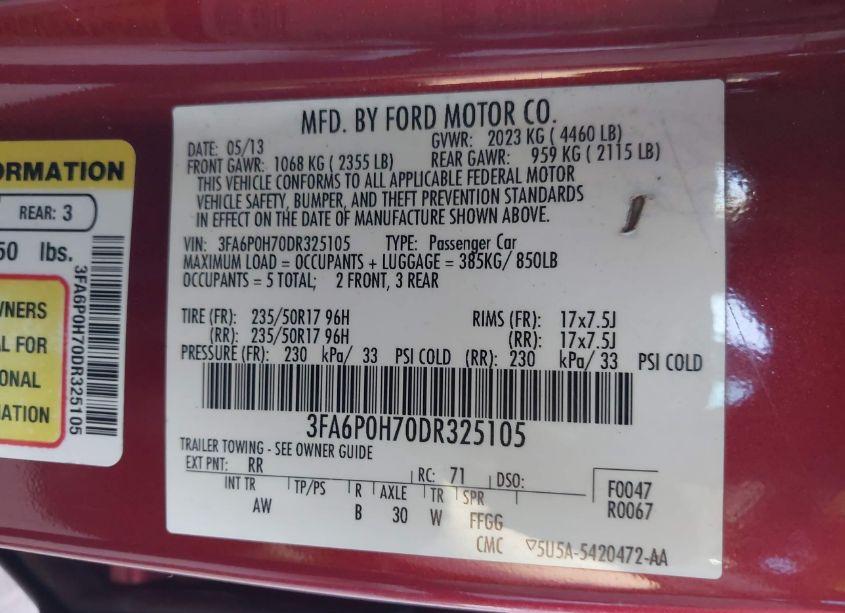 ORMATION
REAR: 3
50 lbs.
WNERS
AL FOR
ONAL
MATION
3FA6P0H70DR325105
MFD. BY FORD MOTOR CO.
DATE: 05/13 GVWR: 2023 KG ( 4460 LB)
FRONT GAWR: 1068 KG ( 2355 LB) REAR GAWR: 959 KG ( 2115 LB)
THIS VEHICLE CONFORMS TO ALL APPLICABLE FEDERAL MOTOR
VEHICLE SAFETY, BUMPER, AND THEFT PREVENTION STANDARDS
IN EFFECT ON THE DATE OF MANUFACTURE SHOWN ABOVE.
VIN: 3FA6P0H70DR325105 TYPE: Passenger Car
MAXIMUM LOAD = OCCUPANTS + LUGGAGE = 385KG/ 850LB
OCCUPANTS = 5 TOTAL; 2 FRONT, 3 REAR
TIRE (FR): 235/50R17 96H RIMS (FR): 17x7.5J
(RR): 235/50R17 96H (RR): 17x7.5J
PRESSURE (FR): 230 kPa/ 33 PSI COLD (RR): 230 kPa/ 33 PSI COLD
3FA6P0H70DR325105
TRAILER TOWING - SEE OWNER GUIDE
EXT PNT: RR RC: 71 DSO: F0047
INT TR TP/PS R AXLE TR SPR R0067
AW B 30 W FFGG
CMC ▽5U5A-5420472-AA